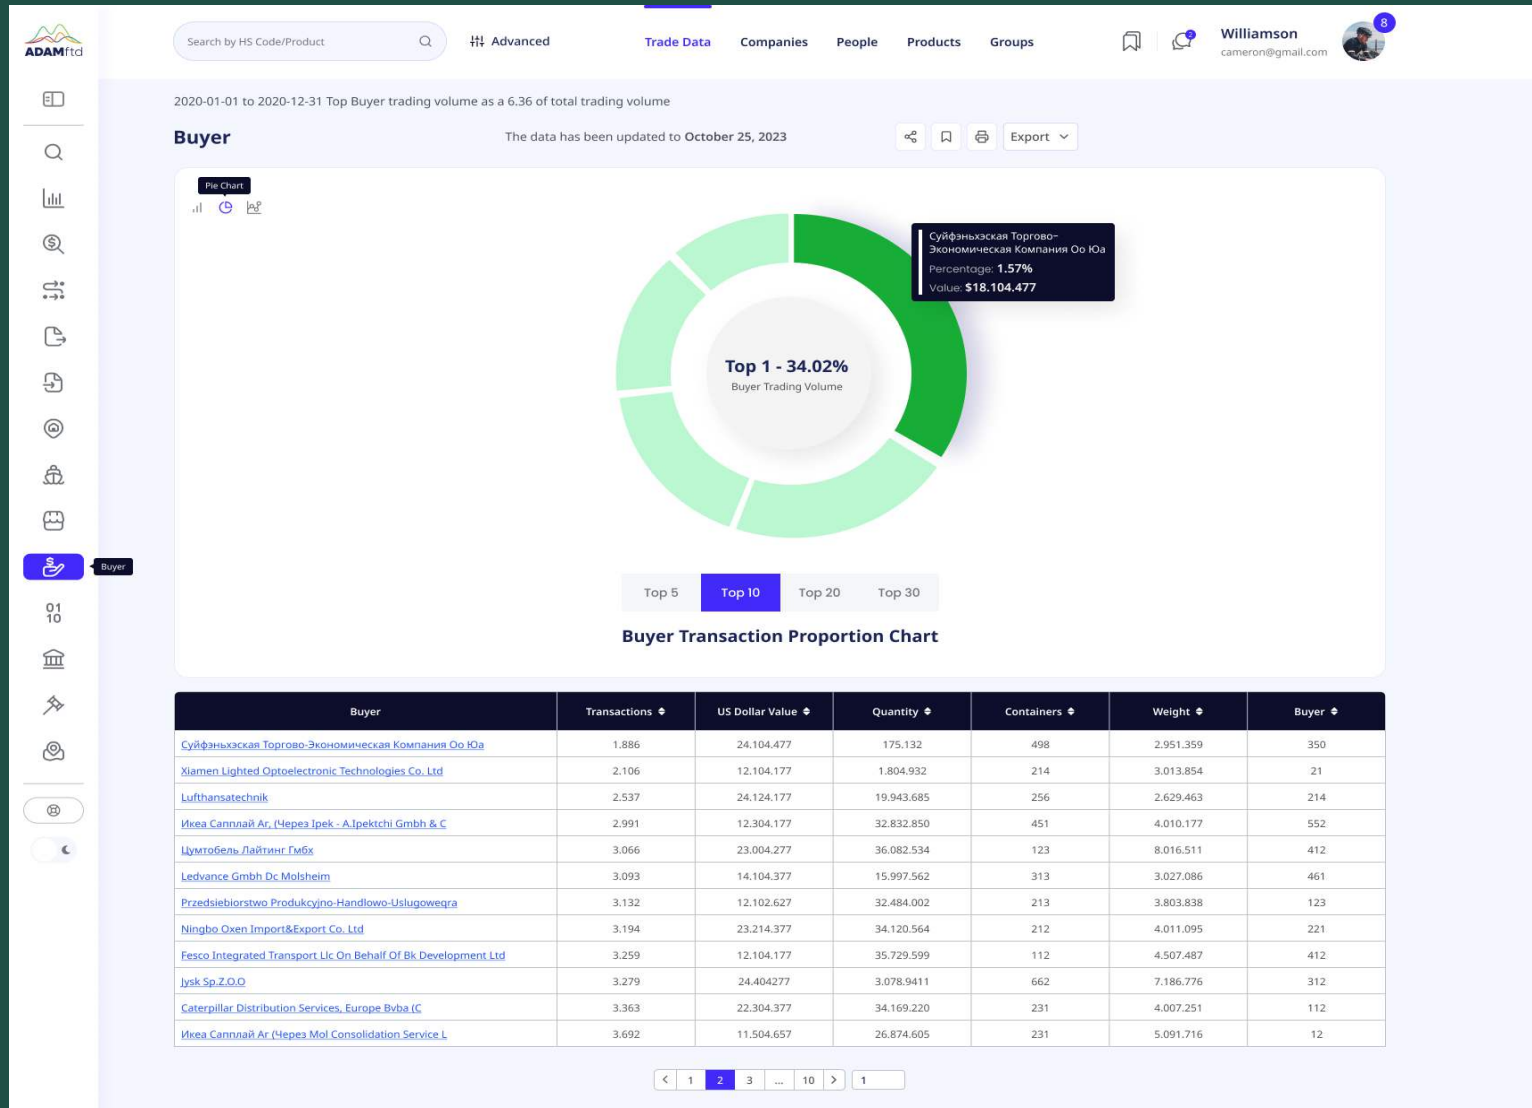 ADAMftd
Search by HS Code/Product
Advanced
Trade Data
Companies
People
Products
Groups
2
Williamson
cameron@gmail.com
8
2020-01-01 to 2020-12-31 Top Buyer trading volume as a 6.36 of total trading volume
Buyer
The data has been updated to October 25, 2023
Export
Pie Chart
Суйфэньхэская Торгово-
Экономическая Компания Оо Юа
Percentage: 1.57%
Value: $18.104.477
Top 1 - 34.02%
Buyer Trading Volume
Buyer
01
10
Top 5
Top 10
Top 20
Top 30
Buyer Transaction Proportion Chart
Buyer Transactions US Dollar Value Quantity Containers Weight Buyer
Суйфэньхэская Торгово-Экономическая Компания Оо Юа 1.886 24.104.477 175.132 498 2.951.359 350
Xiamen Lighted Optoelectronic Technologies Co. Ltd 2.106 12.104.177 1.804.932 214 3.013.854 21
Lufthansatechnik 2.537 24.124.177 19.943.685 256 2.629.463 214
Икеа Сапплай Аг, (Через Ipek - A.Ipektchi Gmbh & C 2.991 12.304.177 32.832.850 451 4.010.177 552
Цумтобель Лайтинг Гмбх 3.066 23.004.277 36.082.534 123 8.016.511 412
Ledvance Gmbh Dc Molsheim 3.093 14.104.377 15.997.562 313 3.027.086 461
Przedsiebiorstwo Produkcyjno-Handlowo-Uslugowegra 3.132 12.102.627 32.484.002 213 3.803.838 123
Ningbo Oxen Import&Export Co. Ltd 3.194 23.214.377 34.120.564 212 4.011.095 221
Fesco Integrated Transport Llc On Behalf Of Bk Development Ltd 3.259 12.104.177 35.729.599 112 4.507.487 412
Jysk Sp.Z.O.O 3.279 24.404277 3.078.9411 662 7.186.776 312
Caterpillar Distribution Services, Europe Bvba (C 3.363 22.304.377 34.169.220 231 4.007.251 112
Икеа Сапплай Аг (Через Mol Consolidation Service L 3.692 11.504.657 26.874.605 231 5.091.716 12
< 1 2 3 ... 10 > 1